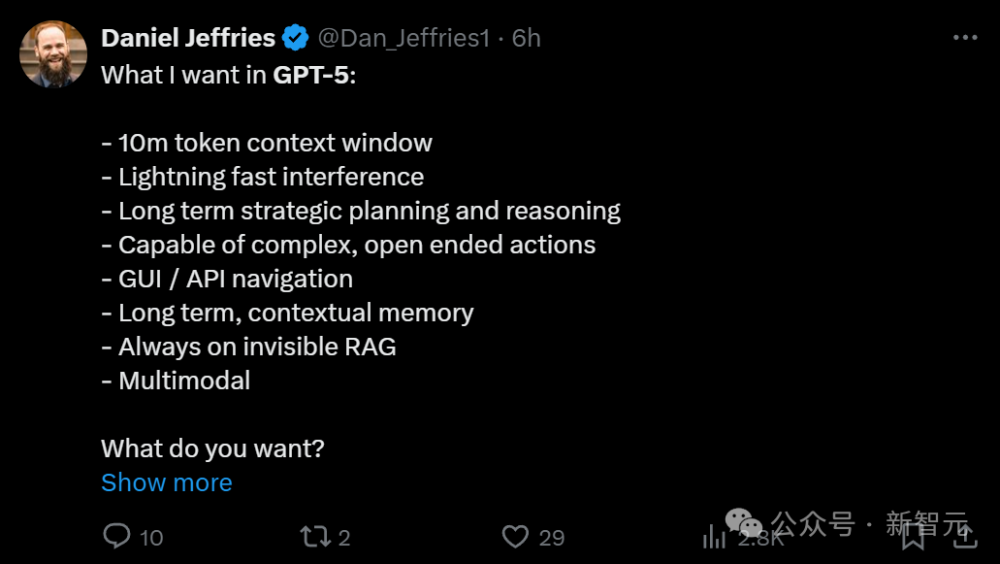 Daniel Jeffries @Dan_Jeffries1 · 6h
What I want in GPT-5:
- 10m token context window
- Lightning fast interference
- Long term strategic planning and reasoning
- Capable of complex, open ended actions
- GUI / API navigation
- Long term, contextual memory
- Always on invisible RAG
- Multimodal
What do you want?
Show more
10 2 29 2.8K
公众号 · 新智元